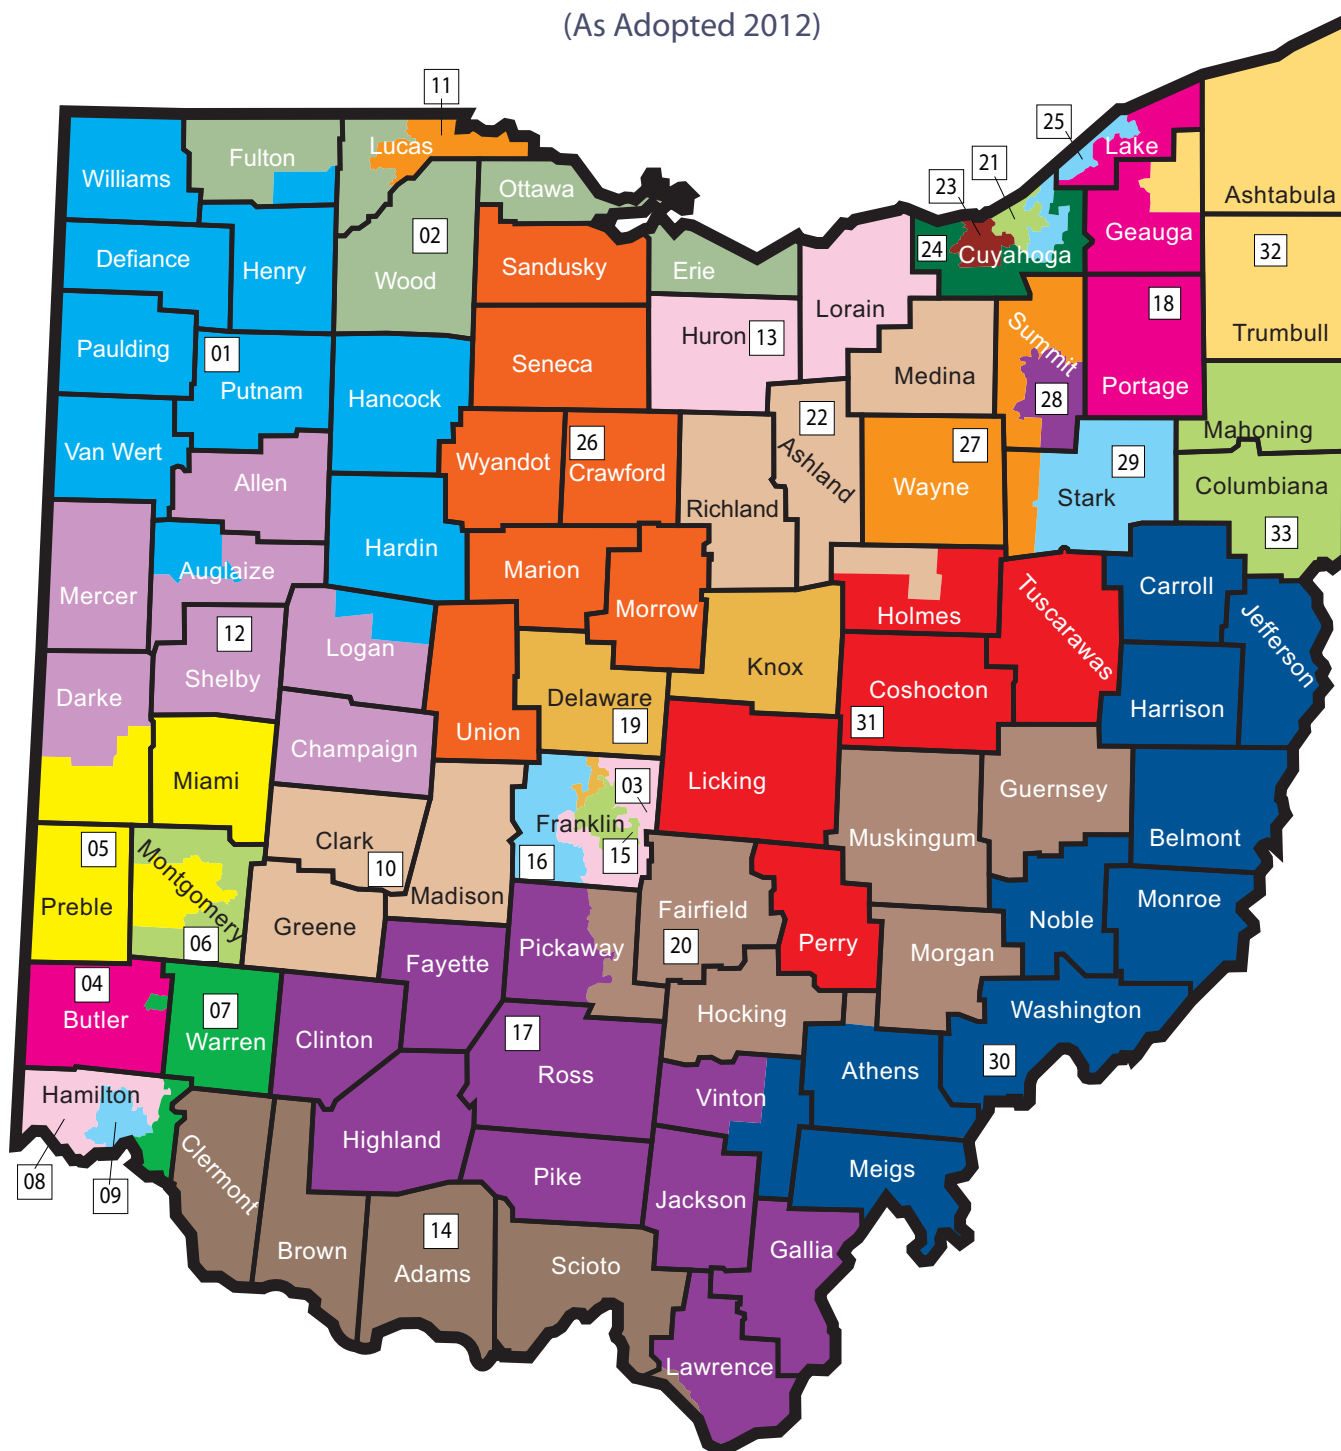 (As Adopted 2012)
11
25
21
23
Lucas
Lake
Fulton
Williams
Ottawa
Ashtabula
02
24
Cuyahoga
Geauga
32
Defiance
Henry
Wood
Sandusky
Erie
Lorain
18
Trumbull
Paulding
01
Putnam
Hancock
Seneca
Huron
13
Medina
Summit
28
Portage
Van Wert
Allen
Wyandot
26
Crawford
22
Ashland
27
Wayne
29
Stark
Mahoning
Columbiana
33
Richland
Auglaize
Hardin
Marion
Morrow
Mercer
Holmes
Tuscarawas
Carroll
Jefferson
12
Shelby
Logan
Knox
Coshocton
31
Harrison
Darke
Delaware
19
Union
Champaign
Licking
Guernsey
Miami
03
Franklin
15
16
Muskingum
Belmont
05
Preble
Montgomery
06
Clark
10
Madison
Greene
Fairfield
20
Perry
Morgan
Noble
Monroe
Pickaway
Fayette
04
Butler
07
Warren
Clinton
17
Ross
Hocking
Washington
30
Athens
Hamilton
08
09
Vinton
Highland
Pike
Meigs
Clermont
Jackson
Brown
14
Adams
Scioto
Gallia
Lawrence